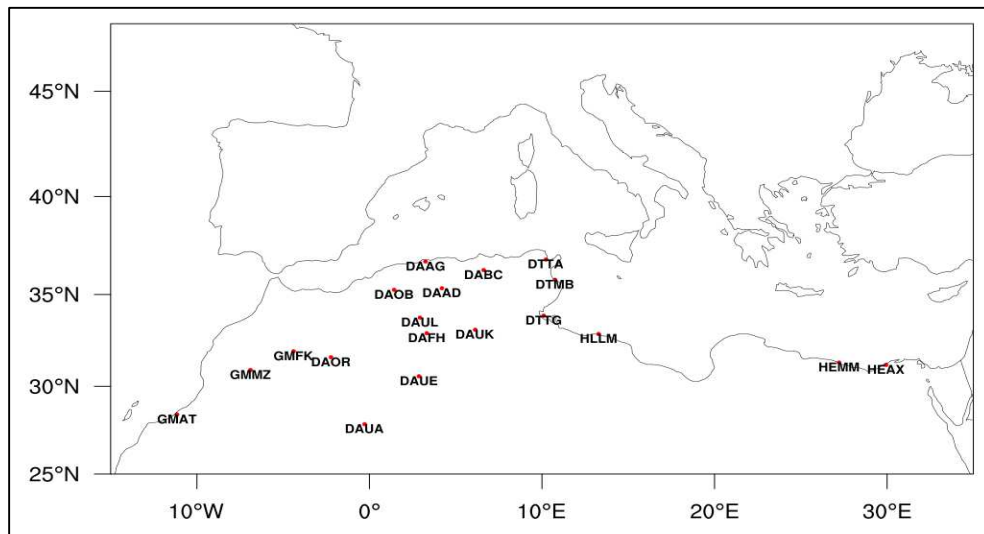 45°N
40°N
35°N
30°N
25°N
10°W 0° 10°E 20°E 30°E
DAAG
DABC
DTTA
DTMB
DAOB
DAAD
DAUL
DAFH
DAUK
DTTG
HLLM
GMFK
DAOR
GMMZ
DAUE
HEMM
HEAX
GMAT
DAUA